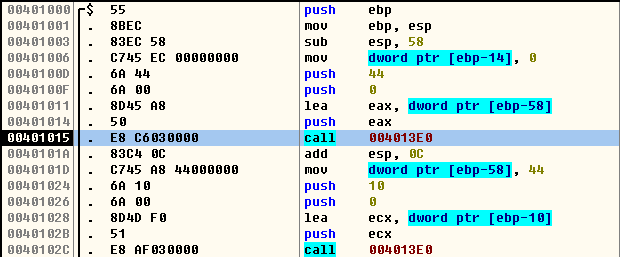 00401000 $ 55 push ebp
00401001 . 8BEC mov ebp, esp
00401003 . 83EC 58 sub esp, 58
00401006 . C745 EC 00000000 mov dword ptr [ebp-14], 0
0040100D . 6A 44 push 44
0040100F . 6A 00 push 0
00401011 . 8D45 A8 lea eax, dword ptr [ebp-58]
00401014 . 50 push eax
00401015 . E8 C6030000 call 004013E0
0040101A . 83C4 0C add esp, 0C
0040101D . C745 A8 44000000 mov dword ptr [ebp-58], 44
00401024 . 6A 10 push 10
00401026 . 6A 00 push 0
00401028 . 8D4D F0 lea ecx, dword ptr [ebp-10]
0040102B . 51 push ecx
0040102C . E8 AF030000 call 004013E0